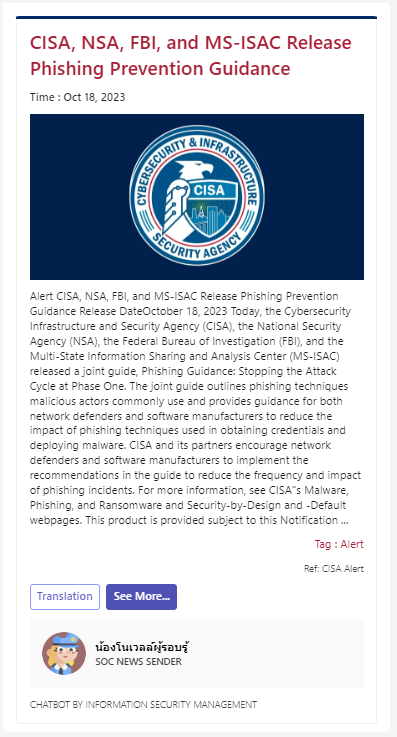 CISA, NSA, FBI, and MS-ISAC Release
Phishing Prevention Guidance
Time : Oct 18, 2023
CYBERSECURITY & INFRASTRUCTURE
CISA
SECURITY AGENCY
Alert CISA, NSA, FBI, and MS-ISAC Release Phishing Prevention
Guidance Release DateOctober 18, 2023 Today, the Cybersecurity
Infrastructure and Security Agency (CISA), the National Security
Agency (NSA), the Federal Bureau of Investigation (FBI), and the
Multi-State Information Sharing and Analysis Center (MS-ISAC)
released a joint guide, Phishing Guidance: Stopping the Attack
Cycle at Phase One. The joint guide outlines phishing techniques
malicious actors commonly use and provides guidance for both
network defenders and software manufacturers to reduce the
impact of phishing techniques used in obtaining credentials and
deploying malware. CISA and its partners encourage network
defenders and software manufacturers to implement the
recommendations in the guide to reduce the frequency and impact
of phishing incidents. For more information, see CISA"s Malware,
Phishing, and Ransomware and Security-by-Design and -Default
webpages. This product is provided subject to this Notification ...
Tag : Alert
Ref: CISA Alert
Translation
See More...
น้องโนเวลล์ผู้รอบรู้
SOC NEWS SENDER
CHATBOT BY INFORMATION SECURITY MANAGEMENT